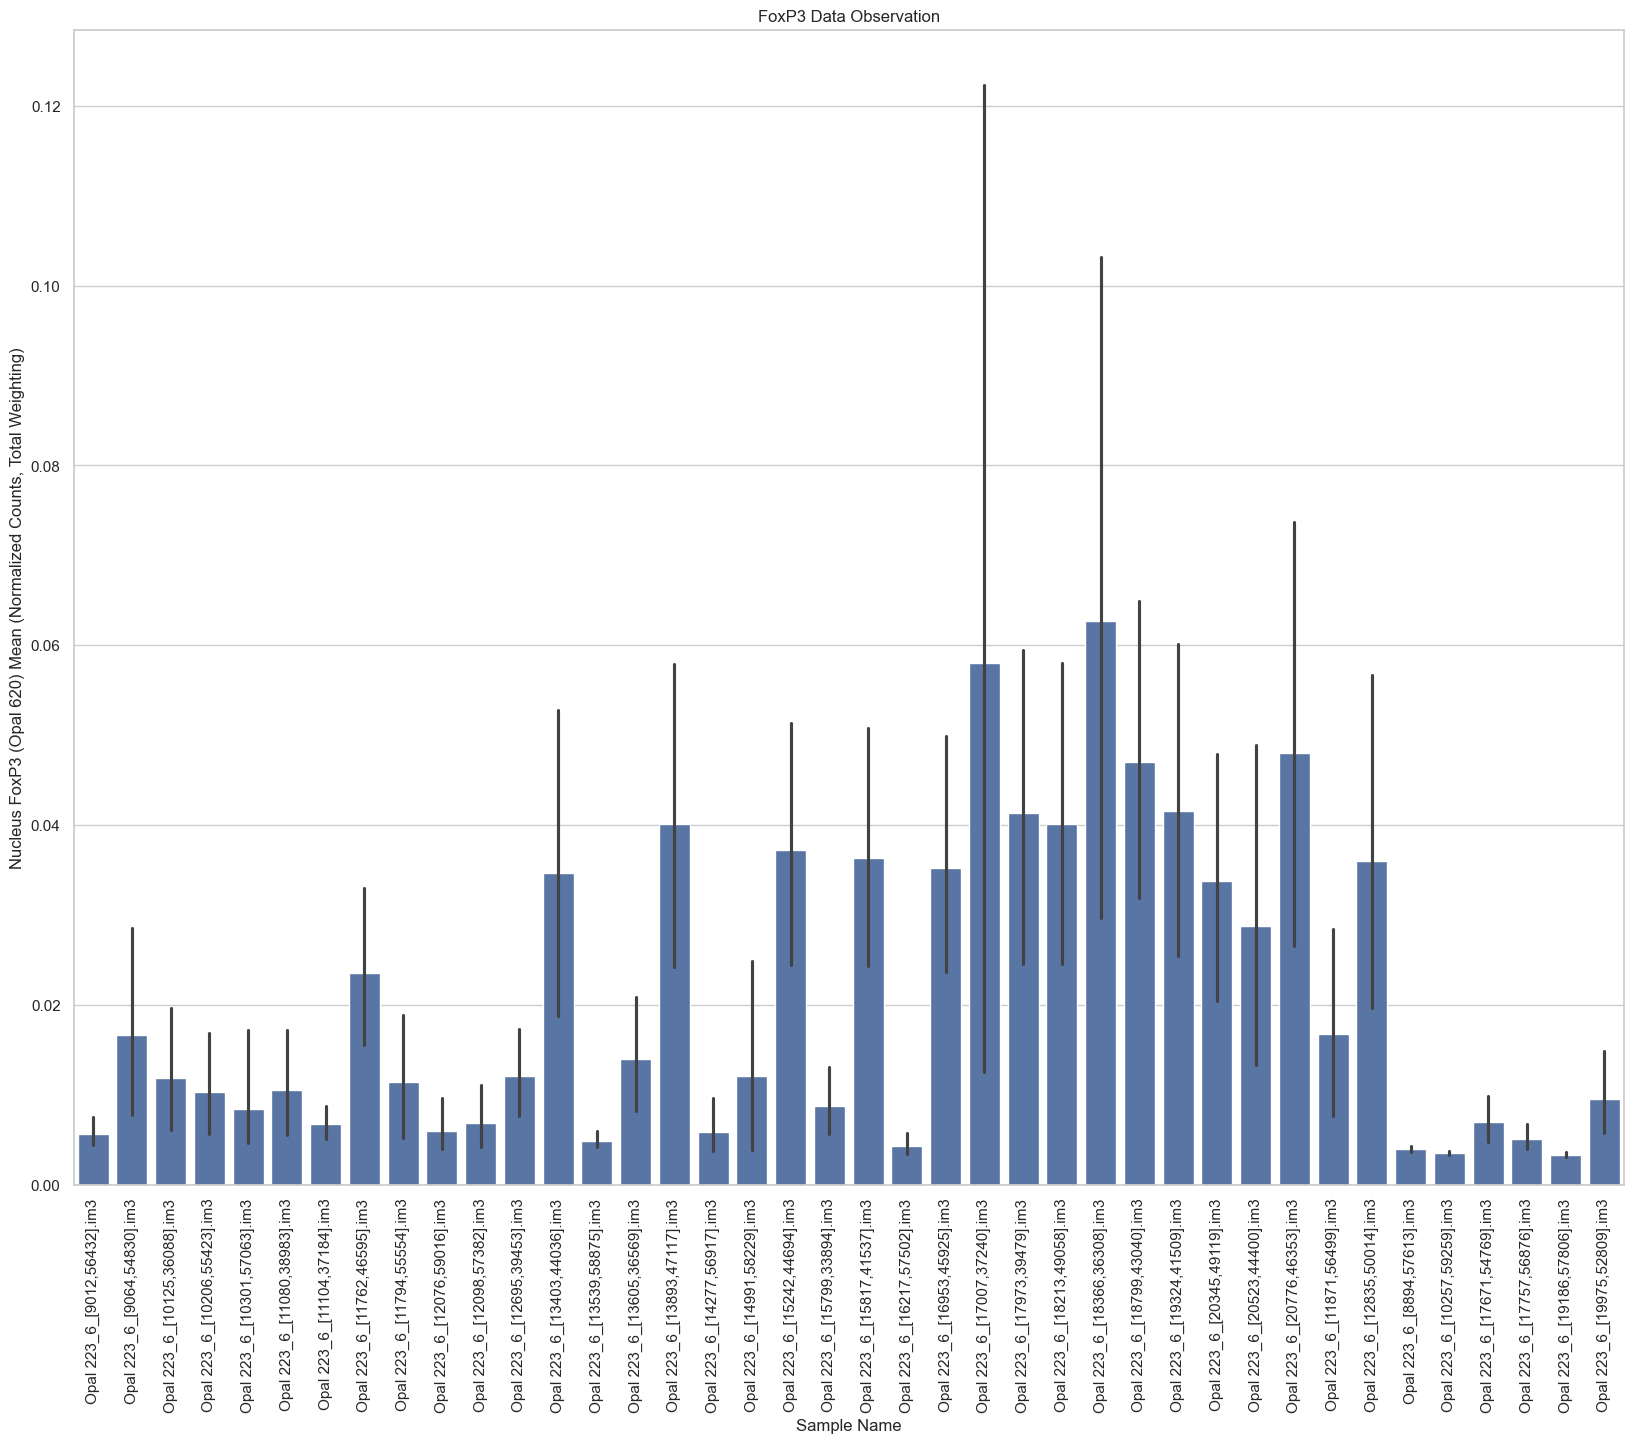 FoxP3 Data Observation
Nucleus FoxP3 (Opal 620) Mean (Normalized Counts, Total Weighting)
0.12
0.10
0.08
0.06
0.04
0.02
0.00
Opal 223_6_[9012,56432].im3
Opal 223_6_[9064,54830].im3
Opal 223_6_[10125,36088].im3
Opal 223_6_[10206,55423].im3
Opal 223_6_[10301,57063].im3
Opal 223_6_[11080,38983].im3
Opal 223_6_[11104,37184].im3
Opal 223_6_[11762,46595].im3
Opal 223_6_[11794,55554].im3
Opal 223_6_[12076,59016].im3
Opal 223_6_[12098,57382].im3
Opal 223_6_[12695,39453].im3
Opal 223_6_[13403,44036].im3
Opal 223_6_[13539,58875].im3
Opal 223_6_[13605,36569].im3
Opal 223_6_[13893,47117].im3
Opal 223_6_[14277,56917].im3
Opal 223_6_[14991,58229].im3
Opal 223_6_[15242,44694].im3
Opal 223_6_[15799,33894].im3
Opal 223_6_[15817,41537].im3
Opal 223_6_[16217,57502].im3
Opal 223_6_[16953,45925].im3
Opal 223_6_[17007,37240].im3
Opal 223_6_[17973,39479].im3
Opal 223_6_[18213,49058].im3
Opal 223_6_[18366,36308].im3
Opal 223_6_[18799,43040].im3
Opal 223_6_[19324,41509].im3
Opal 223_6_[20345,49119].im3
Opal 223_6_[20523,44400].im3
Opal 223_6_[20776,46353].im3
Opal 223_6_[11871,56499].im3
Opal 223_6_[12835,50014].im3
Opal 223_6_[8894,57613].im3
Opal 223_6_[10257,59259].im3
Opal 223_6_[17671,54769].im3
Opal 223_6_[17757,56876].im3
Opal 223_6_[19186,57806].im3
Opal 223_6_[19975,52809].im3
Sample Name